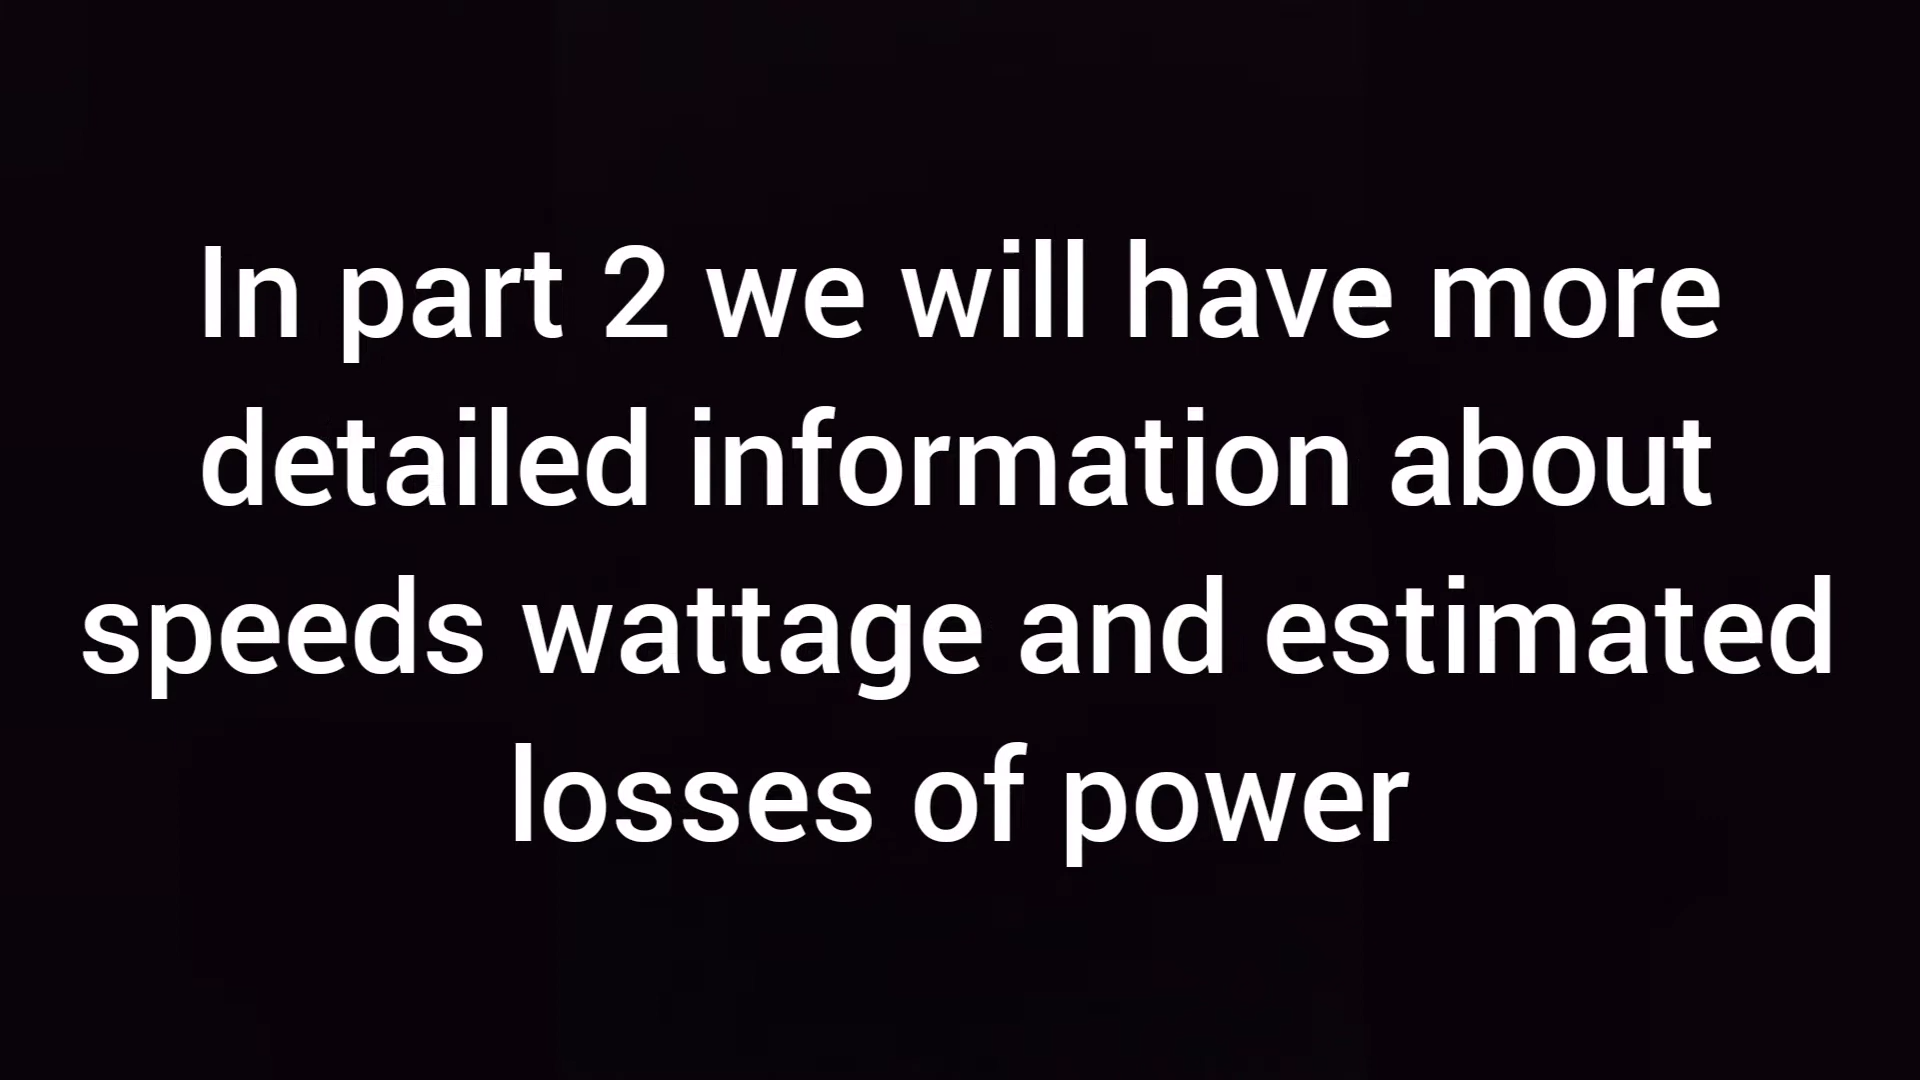 In part 2 we will have more
detailed information about
speeds wattage and estimated
losses of power